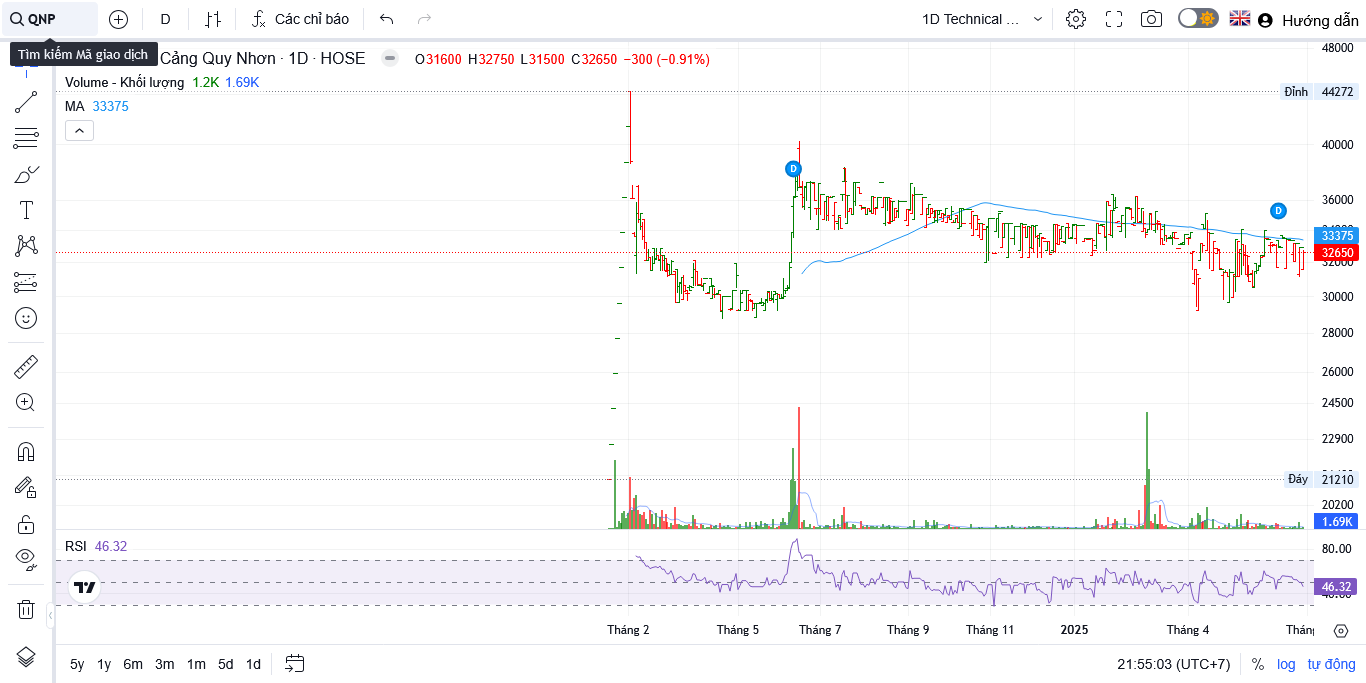 QNP
D
Các chỉ báo
1D Technical ...
Hướng dẫn
Tìm kiếm Mã giao dịch
Cảng Quy Nhơn · 1D · HOSE
O31600 H32750 L31500 C32650 −300 (−0.91%)
Volume - Khối lượng 1.2K 1.69K
MA 33375
48000
Đỉnh 44272
40000
36000
D
D
33375
32650
32000
30000
28000
26000
24500
22900
Đáy 21210
20200
1.69K
RSI 46.32
80.00
46.32
40.00
Tháng 2
Tháng 5
Tháng 7
Tháng 9
Tháng 11
2025
Tháng 4
Thán
5y 1y 6m 3m 1m 5d 1d
21:55:03 (UTC+7)
% log tự động